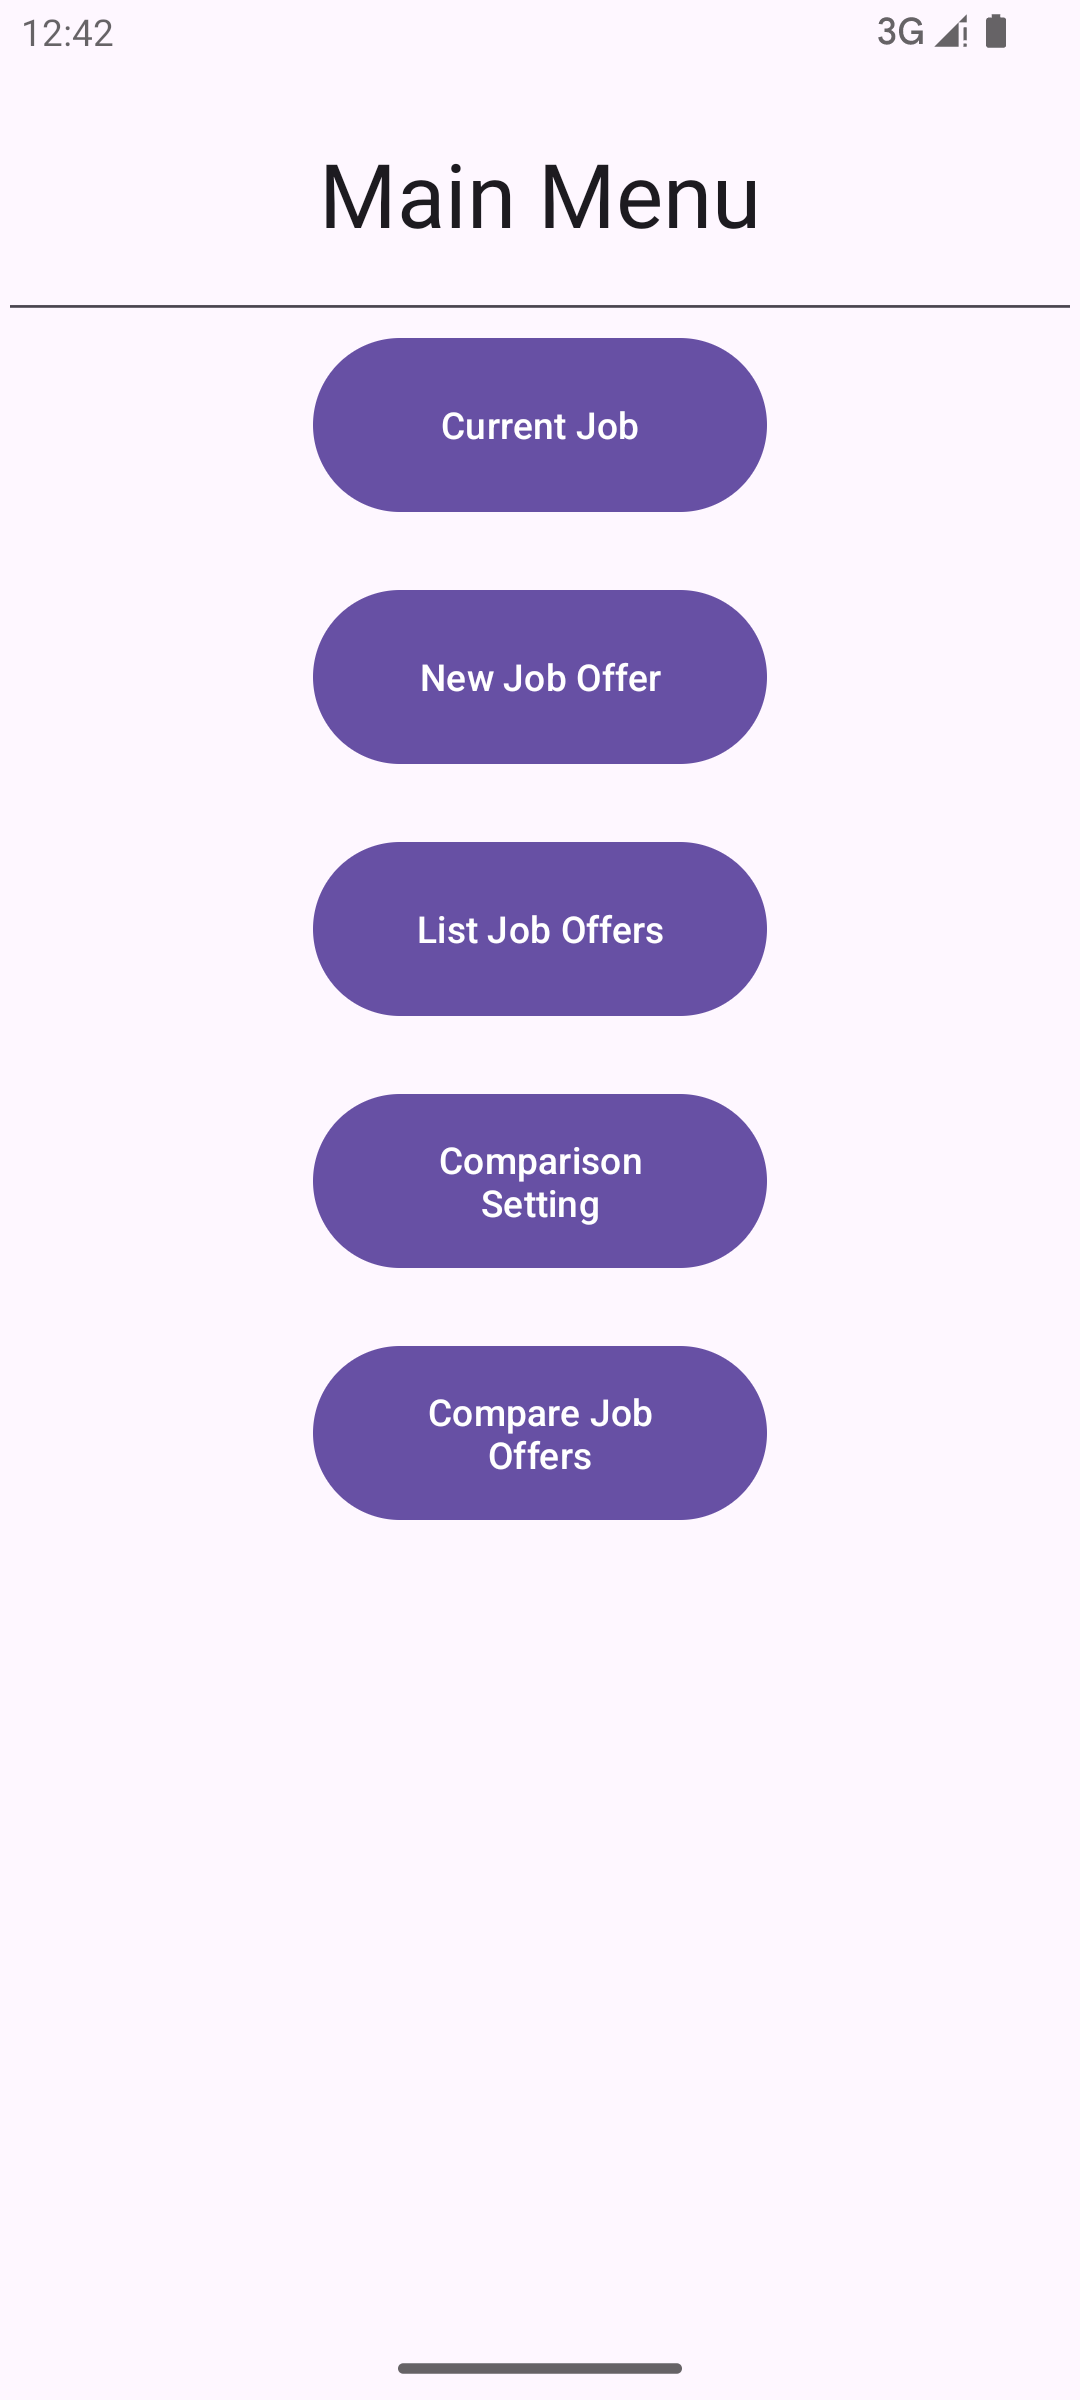 12:42 3G
Main Menu
Current Job
New Job Offer
List Job Offers
Comparison
Setting
Compare Job
Offers